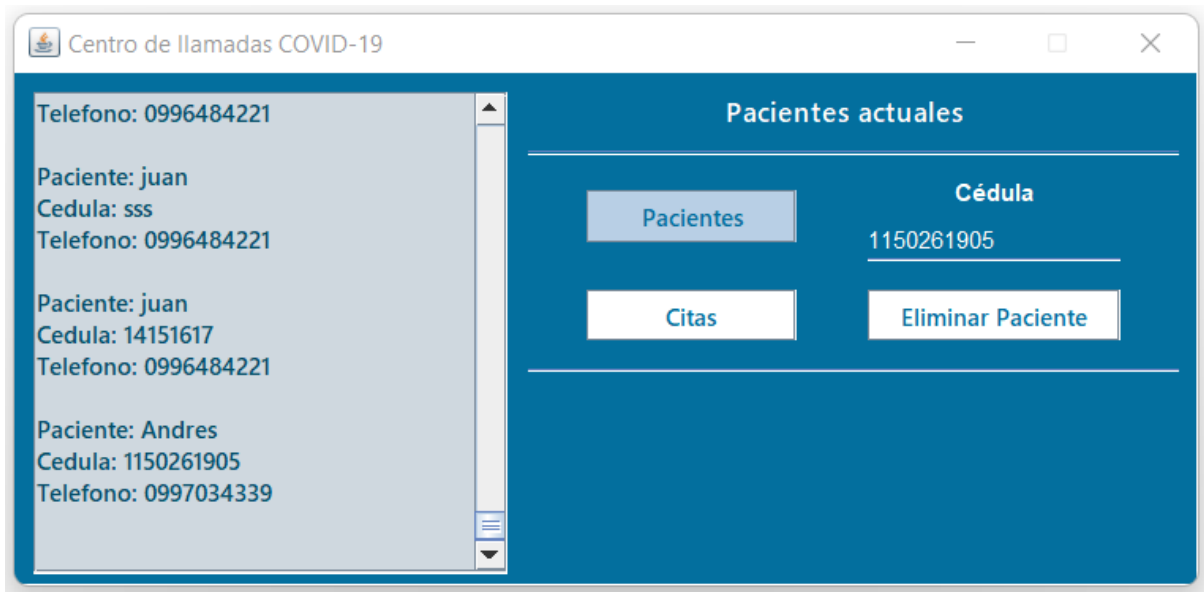 Centro de llamadas COVID-19
Telefono: 0996484221
Paciente: juan
Cedula: sss
Telefono: 0996484221
Paciente: juan
Cedula: 14151617
Telefono: 0996484221
Paciente: Andres
Cedula: 1150261905
Telefono: 0997034339
Pacientes actuales
Pacientes
Cédula
1150261905
Citas
Eliminar Paciente